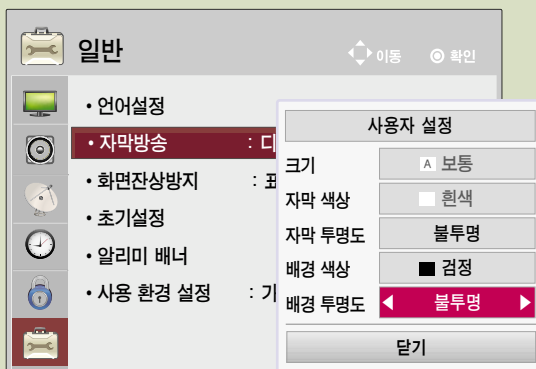 일반
이동 확인
• 언어설정
• 자막방송 : 디
• 화면잔상방지 : 표
• 초기설정
• 알리미 배너
• 사용 환경 설정 : 기
사용자 설정
크기 A 보통
자막 색상 흰색
자막 투명도 불투명
배경 색상 검정
배경 투명도 불투명
닫기